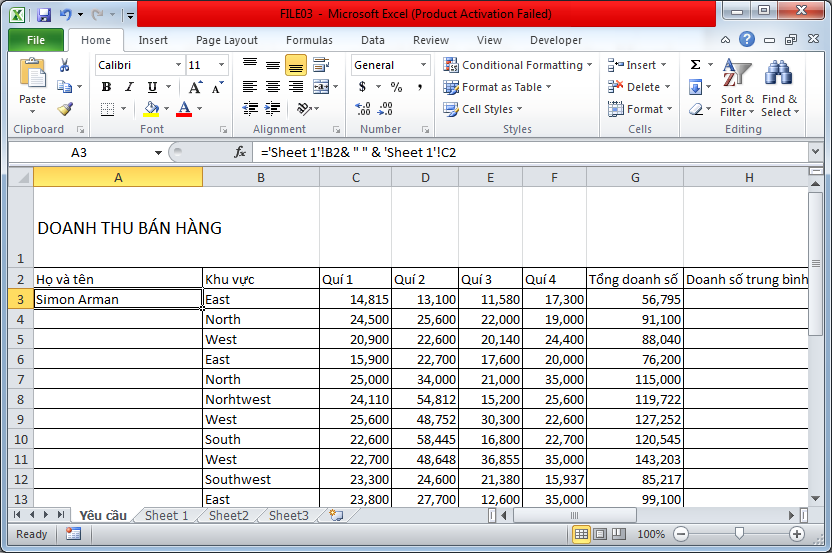 FILE03 - Microsoft Excel (Product Activation Failed)
File Home Insert Page Layout Formulas Data Review View Developer
Paste Calibri 11 General Conditional Formatting Insert Sort & Filter Find & Select
B I U A A $ % , Format as Table Delete
A Cell Styles Format
Clipboard Font Alignment Number Styles Cells Editing
A3 fx ='Sheet 1'!B2& " " & 'Sheet 1'!C2
A B C D E F G H
1 DOANH THU BÁN HÀNG
2 Họ và tên Khu vực Quí 1 Quí 2 Quí 3 Quí 4 Tổng doanh số Doanh số trung bình
3 Simon Arman East 14,815 13,100 11,580 17,300 56,795
4 North 24,500 25,600 22,000 19,000 91,100
5 West 20,900 22,600 20,140 24,400 88,040
6 East 15,900 22,700 17,600 20,000 76,200
7 North 25,000 34,000 21,000 35,000 115,000
8 Norhtwest 24,110 54,812 15,200 25,600 119,722
9 West 25,600 48,752 30,300 22,600 127,252
10 South 22,600 58,445 16,800 22,700 120,545
11 West 22,700 48,648 36,855 35,000 143,203
12 Southwest 23,300 24,600 21,380 15,937 85,217
13 East 23,800 27,700 12,600 35,000 99,100
Yêu cầu Sheet 1 Sheet2 Sheet3
Ready 100%